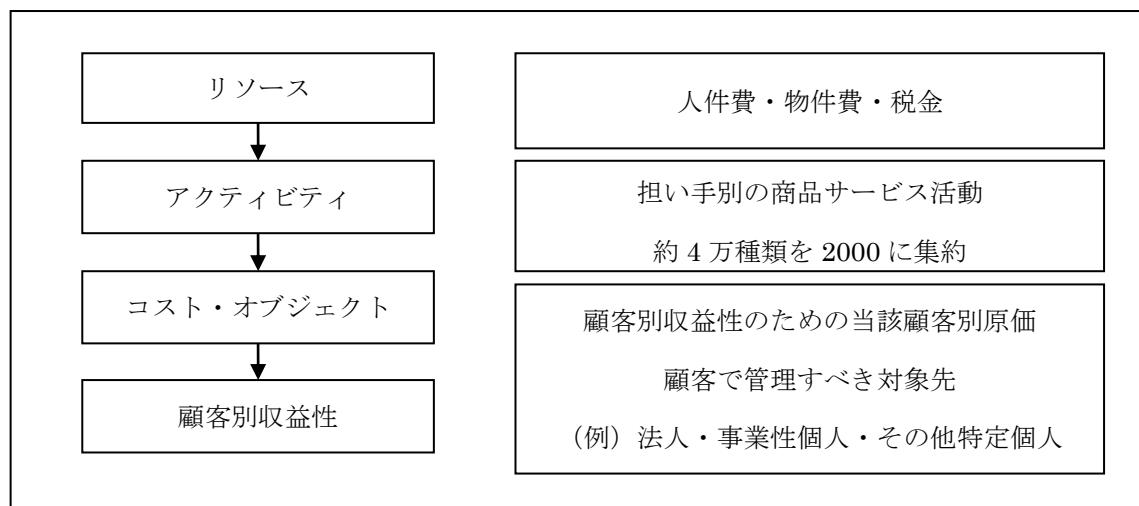 リソース
アクティビティ
コスト・オブジェクト
顧客別収益性
人件費・物件費・税金
担い手別の商品サービス活動
約 4 万種類を 2000 に集約
顧客別収益性のための当該顧客別原価
顧客で管理すべき対象先
（例）法人・事業性個人・その他特定個人